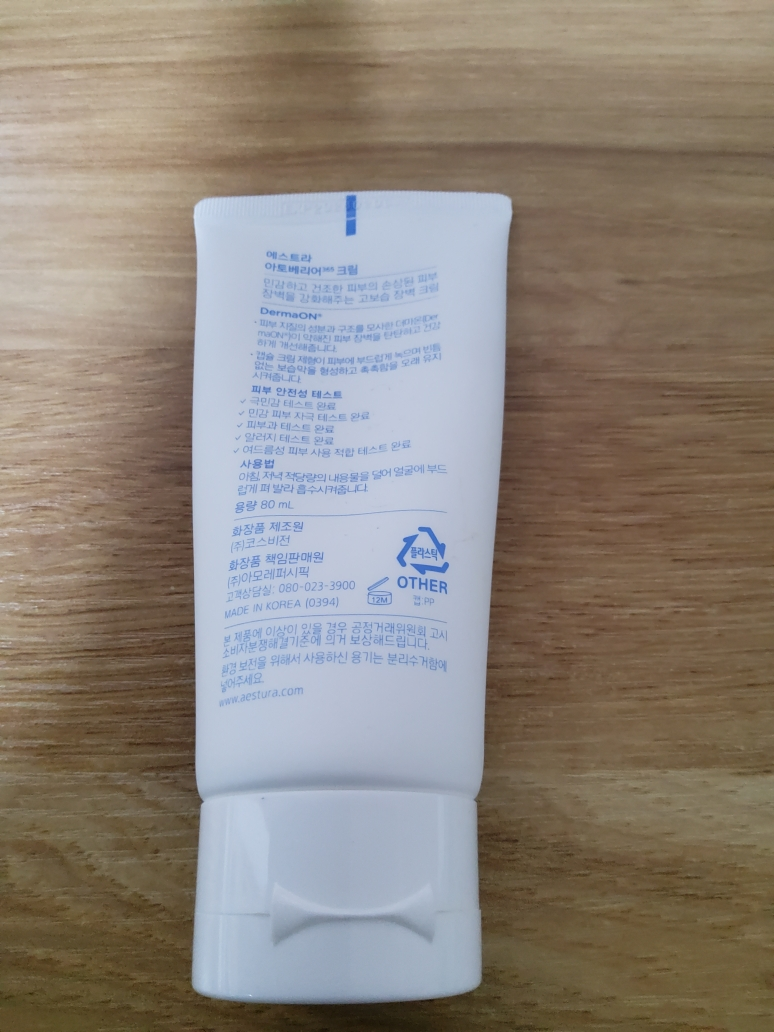 에스트라
아토베리어365 크림
민감하고 건조한 피부의 손상된 피부
장벽을 강화해주는 고보습 장벽 크림
DermaON®
· 피부 지질의 성분과 구조를 모사한 더마온(Der
maON®)이 약해진 피부 장벽을 탄탄하고 건강
하게 개선해줍니다.
· 캡슐 크림 제형이 피부에 부드럽게 녹으며 빈틈
없는 보습막을 형성하고 촉촉함을 오래 유지
시켜줍니다.
피부 안전성 테스트
✓ 극민감 테스트 완료
✓ 민감 피부 자극 테스트 완료
✓ 피부과 테스트 완료
✓ 알러지 테스트 완료
✓ 여드름성 피부 사용 적합 테스트 완료
사용법
아침, 저녁 적당량의 내용물을 덜어 얼굴에 부드
럽게 펴 발라 흡수시켜줍니다.
용량 80 mL
화장품 제조원
(주)코스비전
화장품 책임판매원
(주)아모레퍼시픽
고객상담실: 080-023-3900
MADE IN KOREA (0394)
12M
플라스틱
OTHER
PP
본 제품에 이상이 있을 경우 공정거래위원회 고시
소비자분쟁해결기준에 의거 보상해드립니다.
환경 보전을 위해서 사용하신 용기는 분리수거함에
넣어주세요.
www.aestura.com